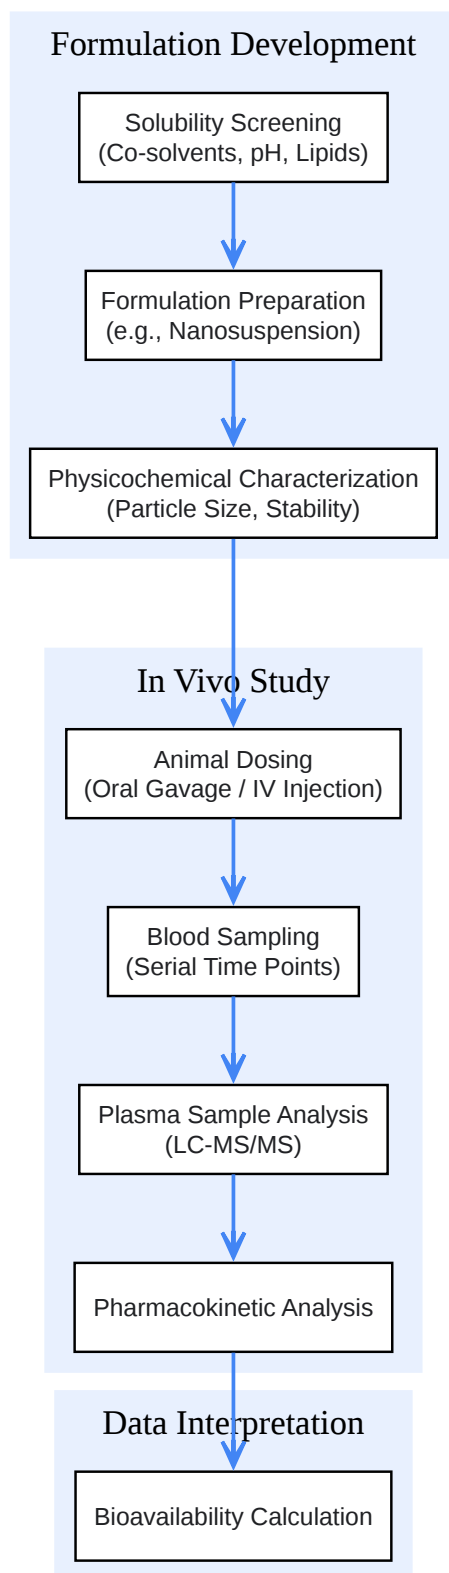 Formulation Development
Solubility Screening
(Co-solvents, pH, Lipids)
Formulation Preparation
(e.g., Nanosuspension)
Physicochemical Characterization
(Particle Size, Stability)
In Vivo Study
Animal Dosing
(Oral Gavage / IV Injection)
Blood Sampling
(Serial Time Points)
Plasma Sample Analysis
(LC-MS/MS)
Pharmacokinetic Analysis
Data Interpretation
Bioavailability Calculation